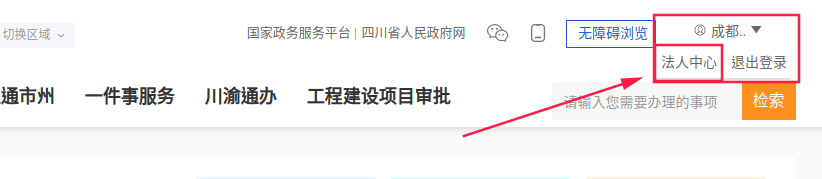 切换区域
国家政务服务平台 | 四川省人民政府网
无障碍浏览
成都..
法人中心 退出登录
通市州 一件事服务 川渝通办 工程建设项目审批
请输入您需要办理的事项 检索